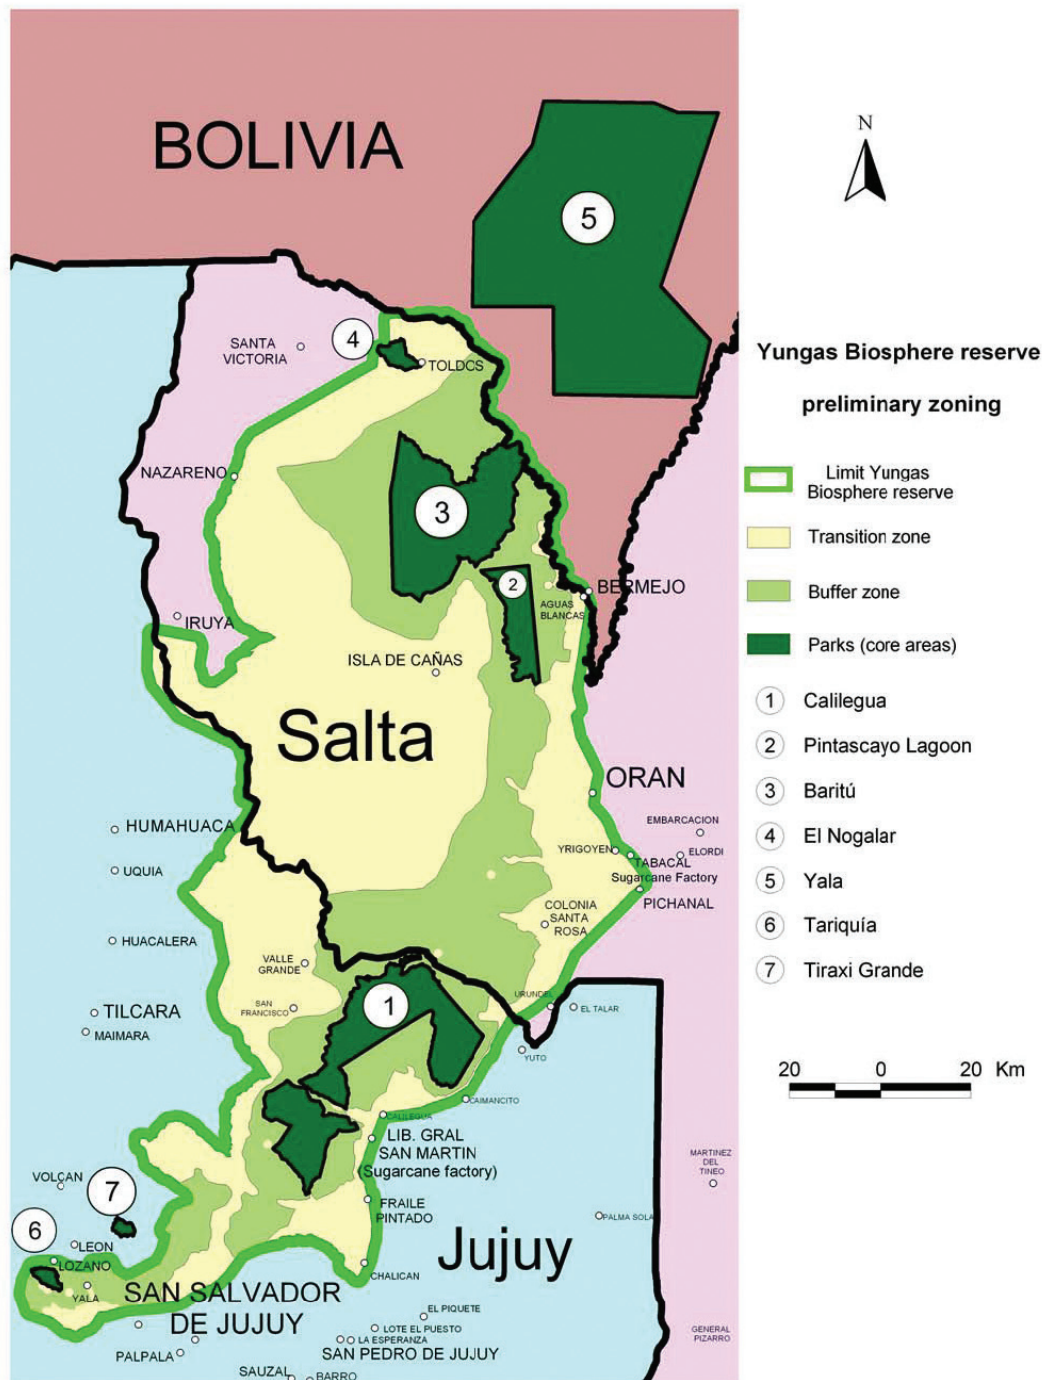 BOLIVIA
5
N
4
SANTA
VICTORIA
TOLDCS
NAZARENO
3
2
BERMEJO
AGUAS
BLANCAS
IRUYA
ISLA DE CAÑAS
Salta
ORAN
HUMAHUACA
EMBARCACION
YRIGOYEN
ELORDI
TABACAL
Sugarcane Factory
UQUIA
PICHANAL
COLONIA
SANTA
ROSA
HUACALERA
VALLE
GRANDE
1
SAN
FRANCISCO
URUNDEL
EL TALAR
TILCARA
MAIMARA
YUTO
CAIMANCITO
CALILEGUA
LIB. GRAL
SAN MARTIN
(Sugarcane factory)
MARTINEZ
DEL
TINEO
VOLCAN
7
FRAILE
PINTADO
PALMA SOLA
6
LEON
LOZANO
Jujuy
CHALICAN
YALA
SAN SALVADOR
DE JUJUY
EL PIQUETE
LOTE EL PUESTO
LA ESPERANZA
SAN PEDRO DE JUJUY
PALPALA
GENERAL
PIZARRO
SAUZAL
BARRO
Yungas Biosphere reserve
preliminary zoning
Limit Yungas
Biosphere reserve
Transition zone
Buffer zone
Parks (core areas)
1 Calilegua
2 Pintascayo Lagoon
3 Baritú
4 El Nogalar
5 Yala
6 Tariquía
7 Tiraxi Grande
20 0 20 Km